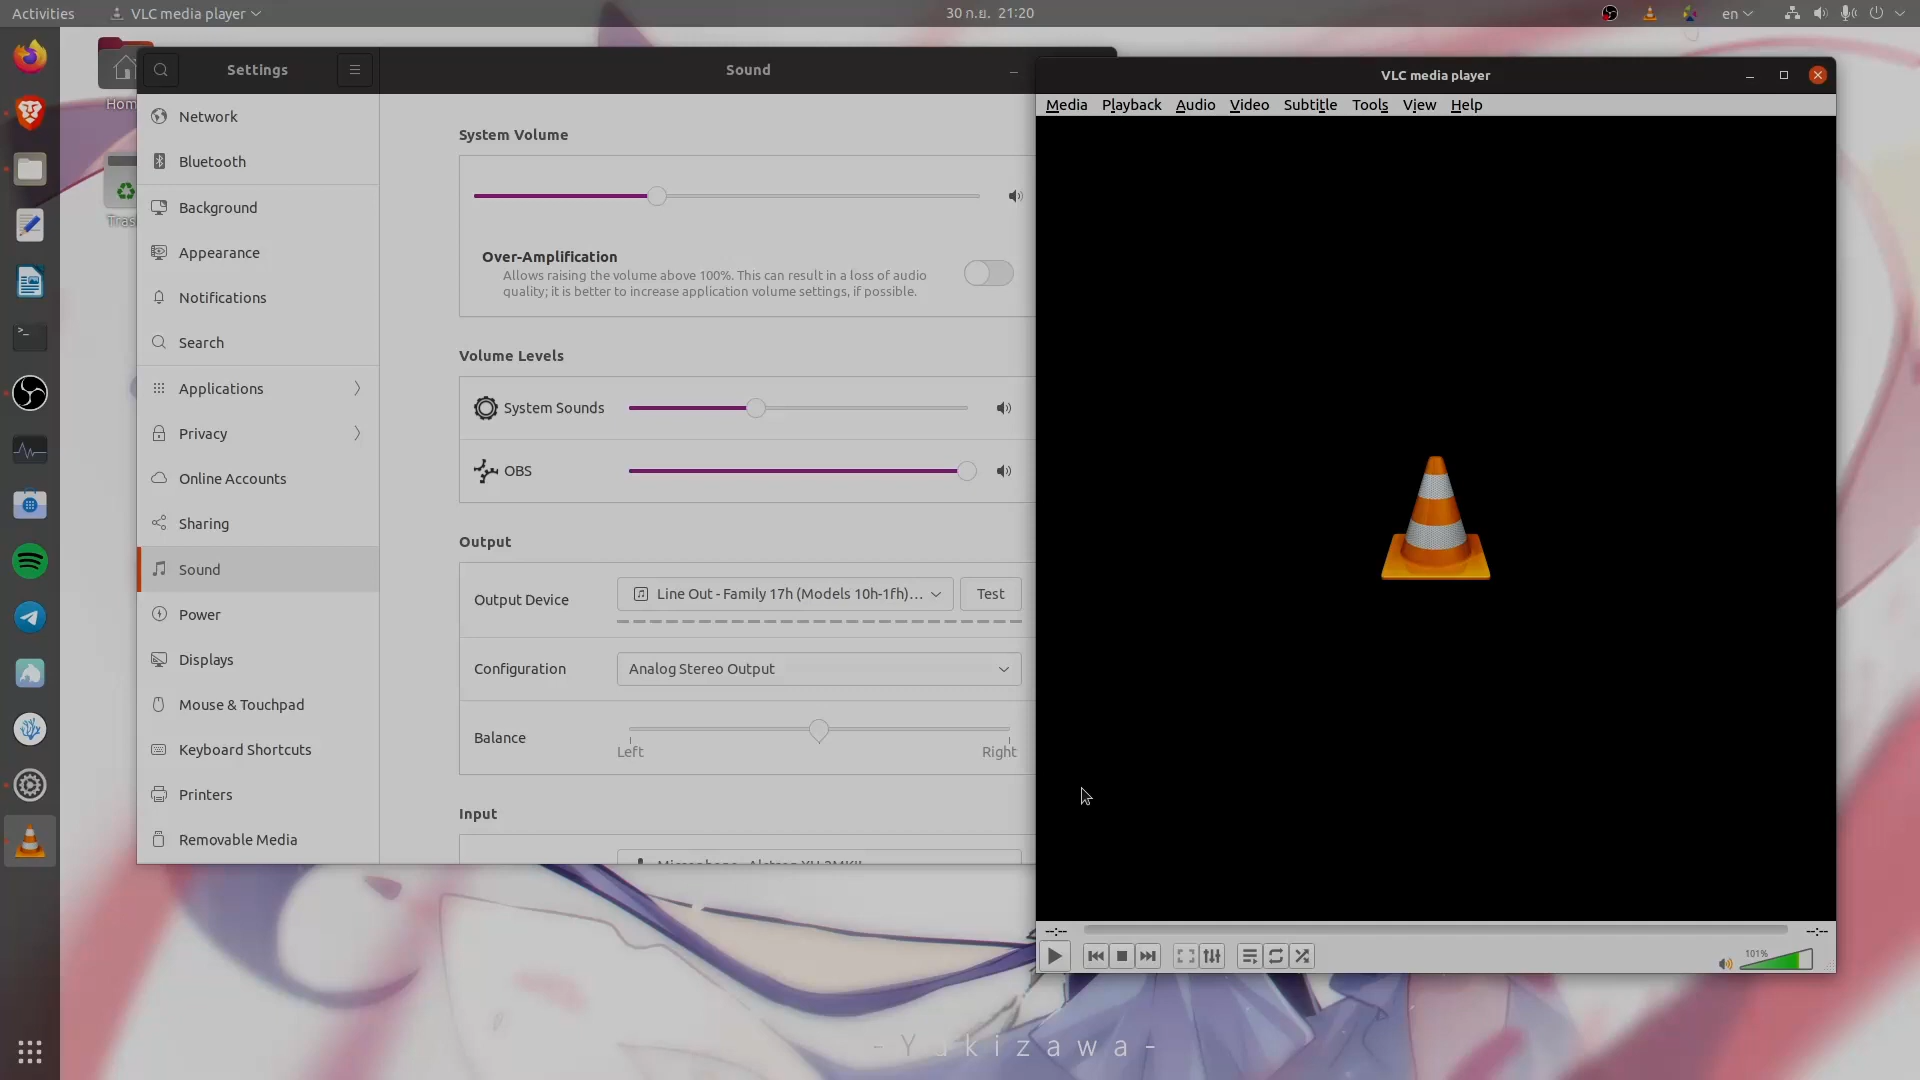 Activities
VLC media player
30 ก.ย.  21:20
en
Home
Settings
Sound
Network
Bluetooth
Background
Appearance
Notifications
Search
Applications
Privacy
Online Accounts
Sharing
Sound
Power
Displays
Mouse & Touchpad
Keyboard Shortcuts
Printers
Removable Media
System Volume
Over-Amplification
Allows raising the volume above 100%. This can result in a loss of audio
quality; it is better to increase application volume settings, if possible.
Volume Levels
System Sounds
OBS
Output
Output Device
Line Out - Family 17h (Models 10h-1fh)…
Test
Configuration
Analog Stereo Output
Balance
Left
Right
Input
VLC media player
Media Playback Audio Video Subtitle Tools View Help
--:--
--:--
101%
- Yukizawa -